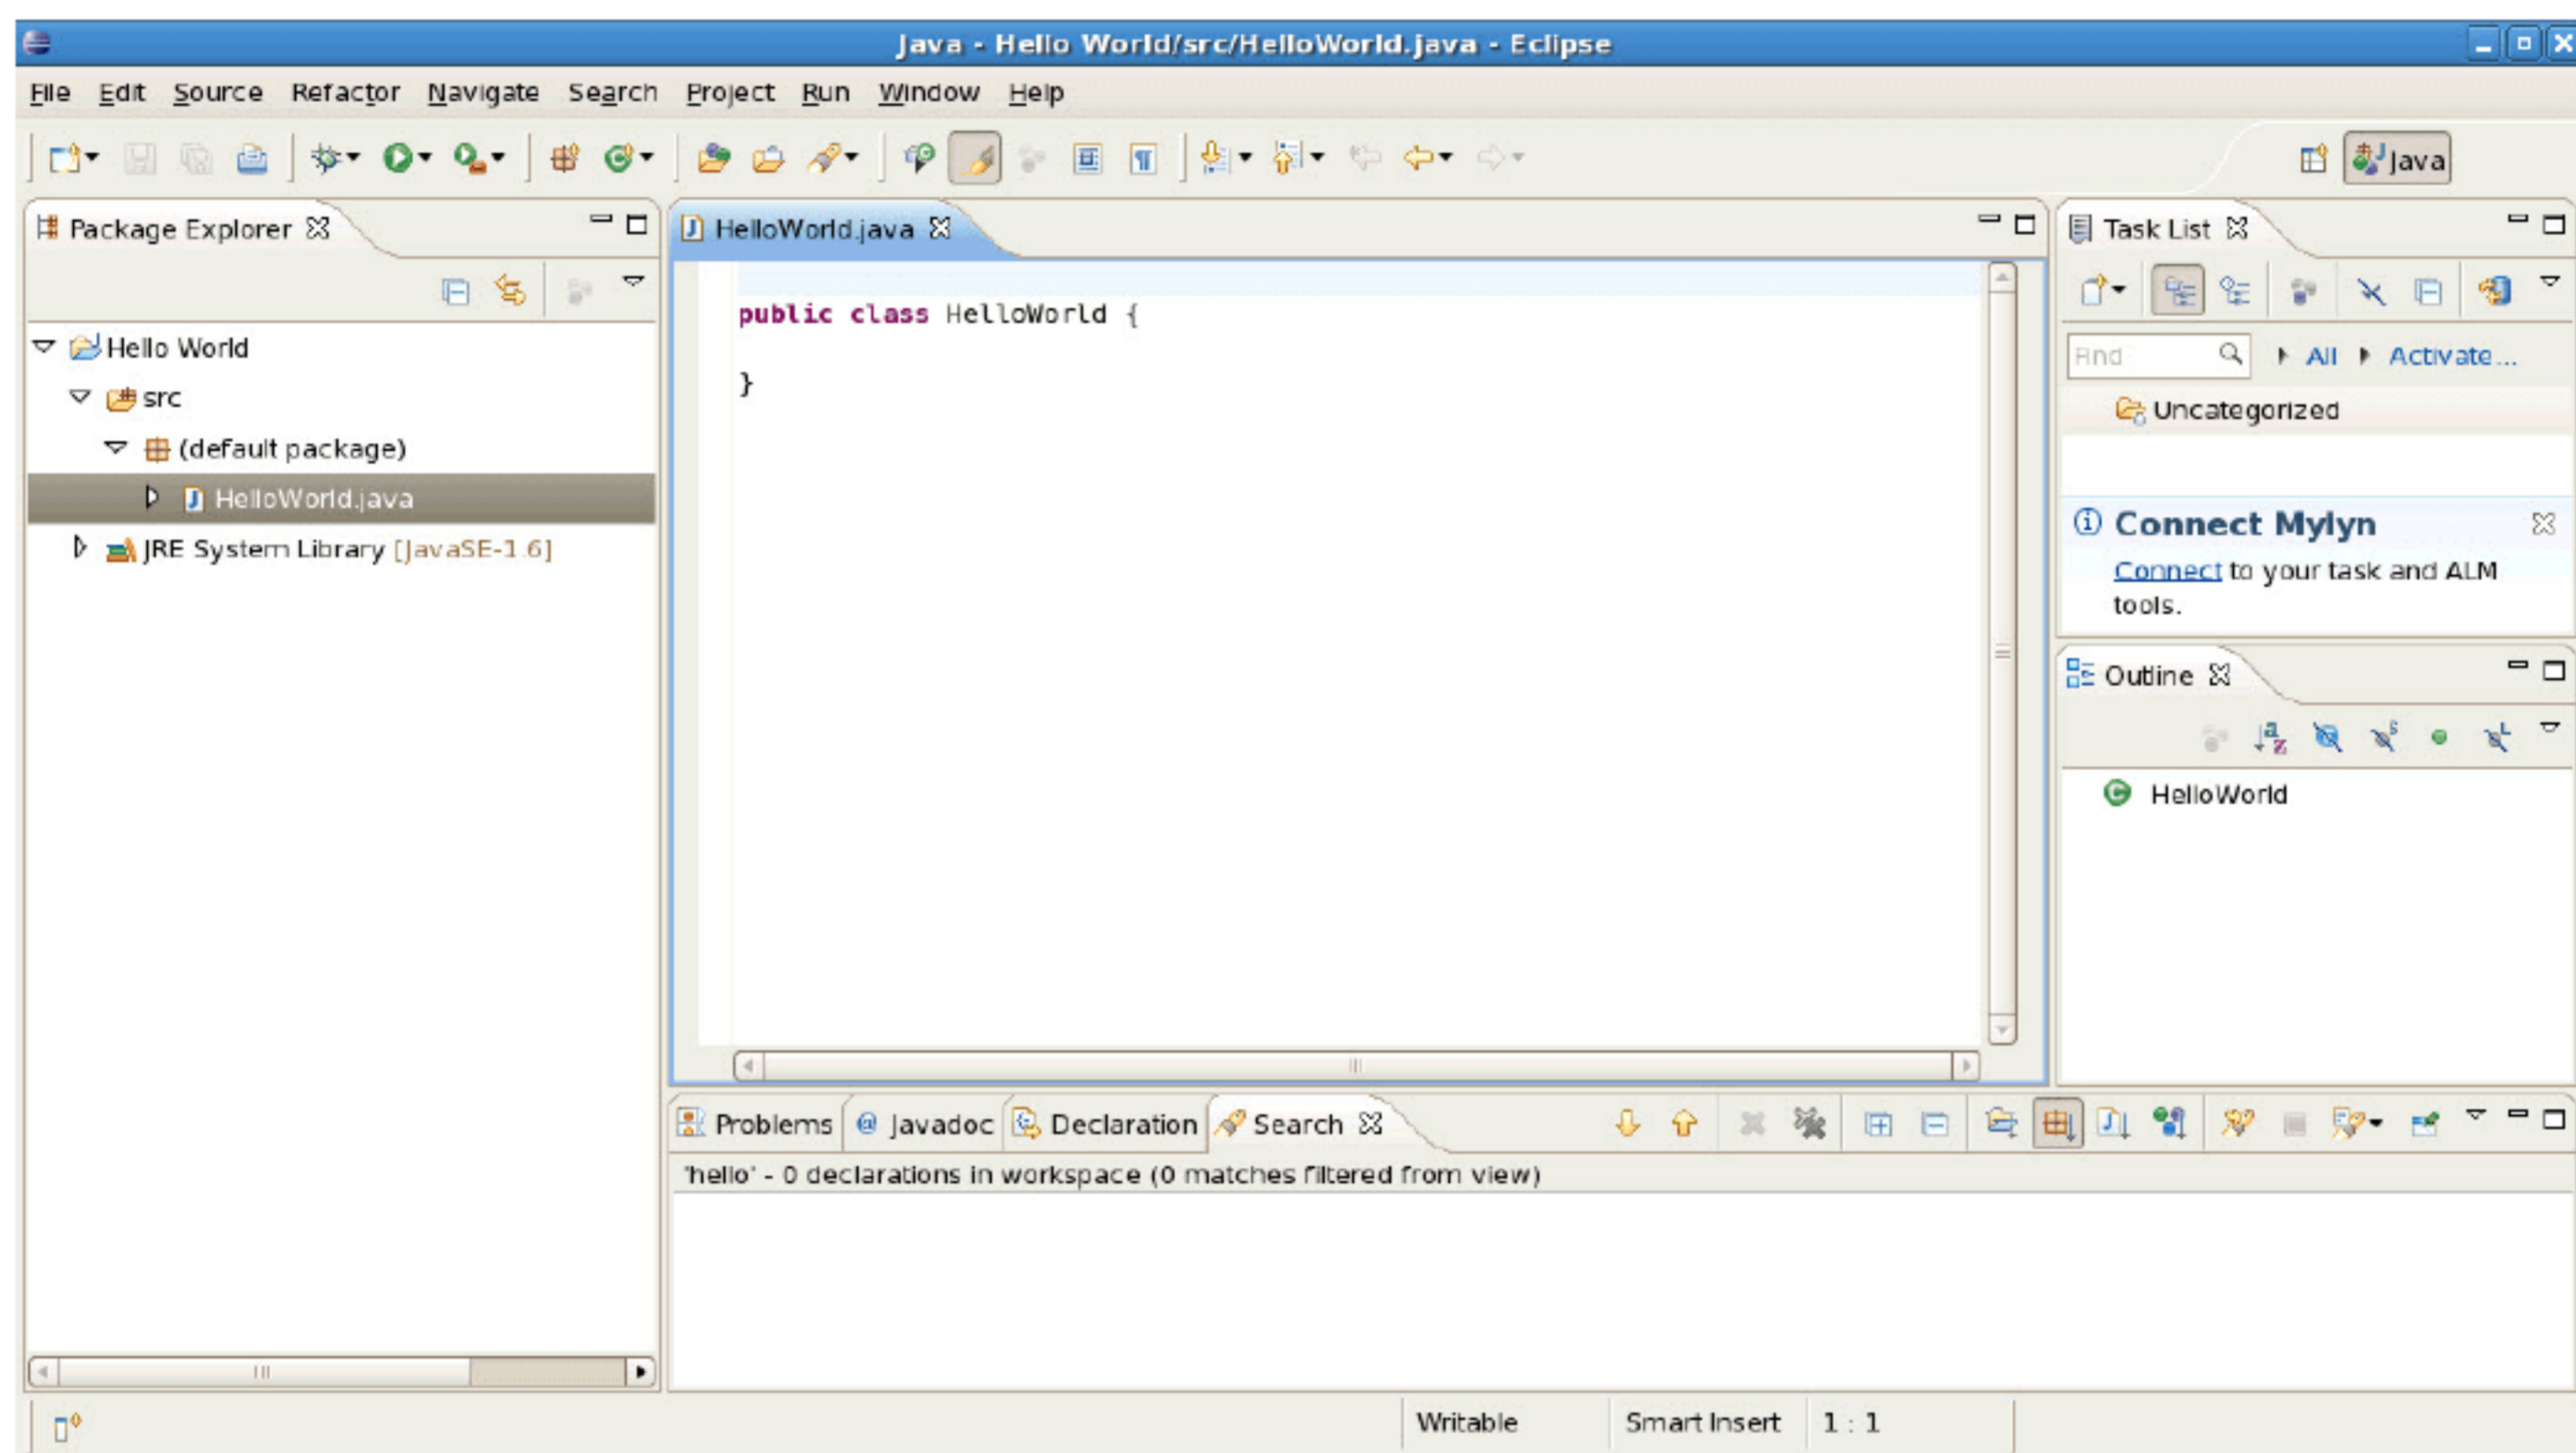 Java - Hello World/src/HelloWorld.java - Eclipse
File Edit Source Refactor Navigate Search Project Run Window Help
Java
Package Explorer
Hello World
src
(default package)
HelloWorld.java
JRE System Library [JavaSE-1.6]
HelloWorld.java
public class HelloWorld {
}
Task List
Find All Activate...
Uncategorized
Connect Mylyn
Connect to your task and ALM
tools.
Outline
HelloWorld
Problems @ Javadoc Declaration Search
'hello' - 0 declarations in workspace (0 matches filtered from view)
Writable Smart Insert 1 : 1